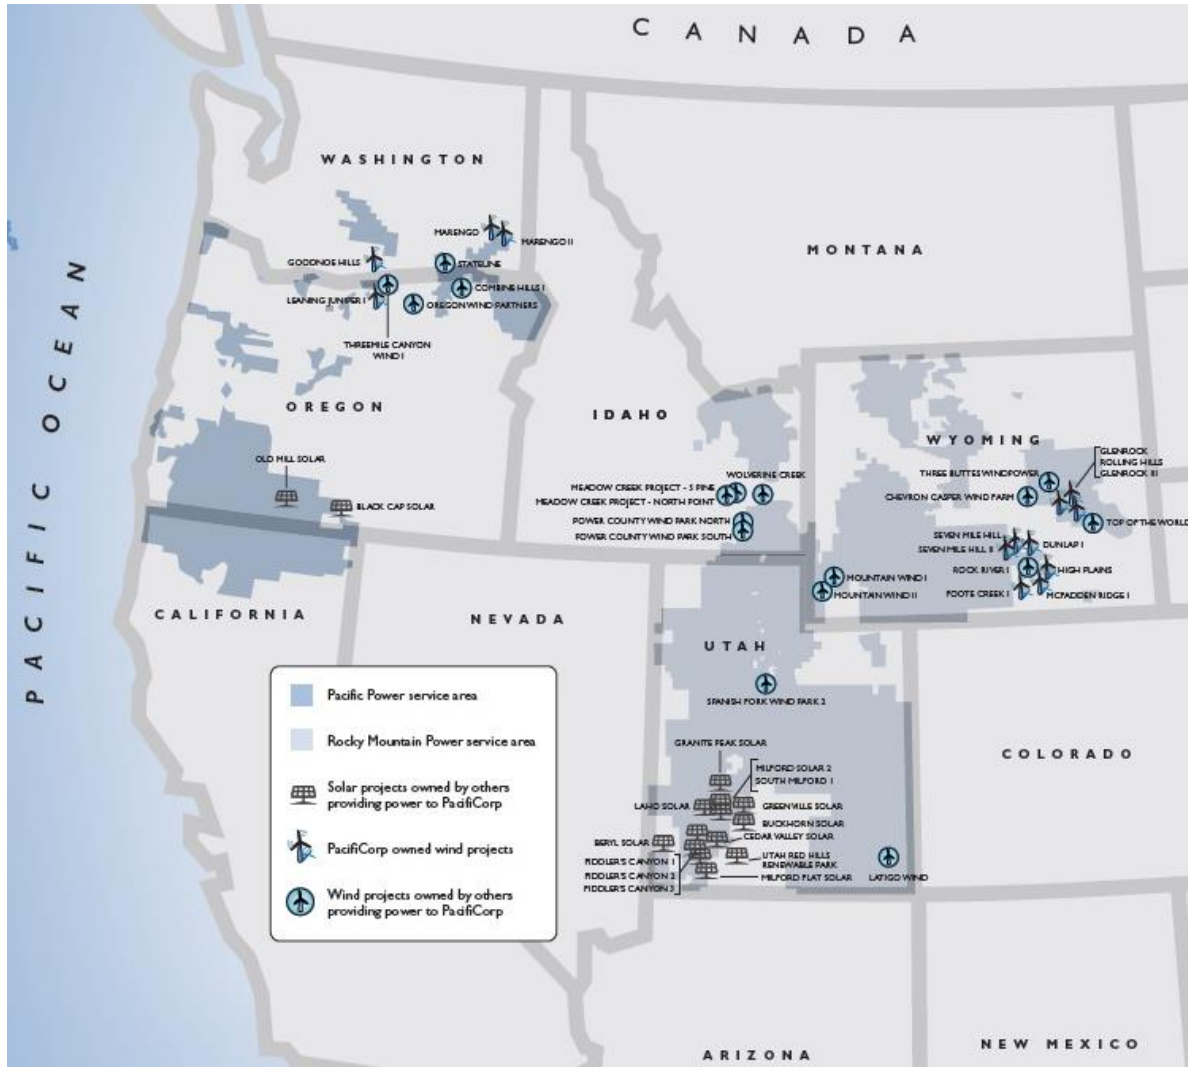 CANADA
WASHINGTON
MARENGO
MARENGO II
GOODNOE HILLS
STATELINE
MONTANA
COMBINE HILLS I
LEANING JUNIPER I
OREGON WIND PARTNERS
THREEMILE CANYON
WIND I
PACIFIC OCEAN
OREGON
IDAHO
WYOMING
OLD MILL SOLAR
BLACK CAP SOLAR
WOLVERINE CREEK
MEADOW CREEK PROJECT - 5 PINE
MEADOW CREEK PROJECT - NORTH POINT
POWER COUNTY WIND PARK NORTH
POWER COUNTY WIND PARK SOUTH
GLENROCK
ROLLING HILLS
GLENROCK III
THREE BUTTES WINDPOWER
CHEVRON CASPER WIND FARM
TOP OF THE WORLD
SEVEN MILE HILL
SEVEN MILE HILL II
DUNLAP I
ROCK RIVER I
HIGH PLAINS
FOOTE CREEK I
MCFADDEN RIDGE I
MOUNTAIN WIND I
MOUNTAIN WIND II
CALIFORNIA
NEVADA
UTAH
SPANISH FORK WIND PARK 2
COLORADO
GRANITE PEAK SOLAR
MILFORD SOLAR 2
SOUTH MILFORD 1
LAHO SOLAR
GREENVILLE SOLAR
BUCKHORN SOLAR
CEDAR VALLEY SOLAR
BERYL SOLAR
FIDDLER'S CANYON 1
FIDDLER'S CANYON 2
FIDDLER'S CANYON 3
UTAH RED HILLS
RENEWABLE PARK
MILFORD FLAT SOLAR
LATIGO WIND
Pacific Power service area
Rocky Mountain Power service area
Solar projects owned by others
providing power to PacifiCorp
PacifiCorp owned wind projects
Wind projects owned by others
providing power to PacifiCorp
ARIZONA
NEW MEXICO